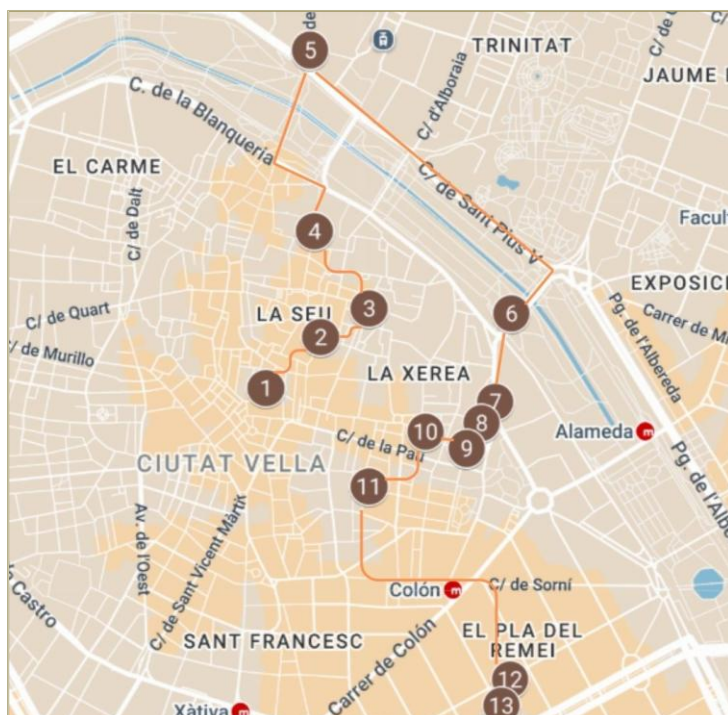 5
de
TRINITAT
C/ d'Alboraia
JAUME
C. de la Blanqueria
EL CARME
C/ de Dalt
C/ de Sant Pius V
4
Facul
EXPOSICI
6
3
LA SEU
2
C/ de Quart
C/ de Murillo
1
LA XEREA
Pg. de l'Albereda
Carrer de
7
8
9
10
Alameda m
C/ de la Pau
CIUTAT VELLA
11
Av. de l'Oest
C/ de Sant Vicent Màrtir
Pg. de l'Albe
Castro
Colón m
C/ de Sorní
SANT FRANCESC
Carrer de Colón
EL PLA DEL
REMEI
12
13
Xàtiva m